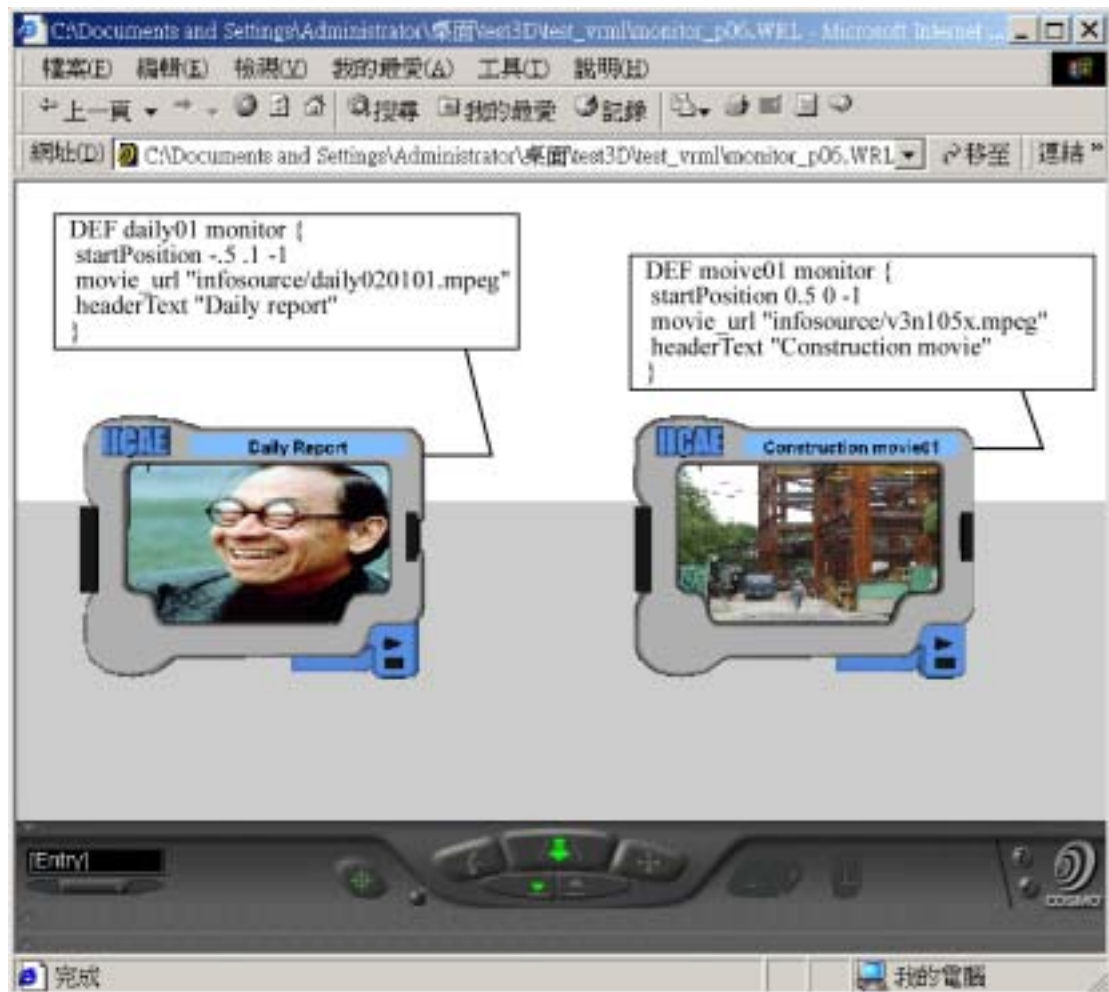 C:\Documents and Settings\Administrator\桌面\test3D\test_vrml\monitor_p06.WRL - Microsoft Internet ...
檔案(F) 編輯(E) 檢視(V) 我的最愛(A) 工具(T) 說明(H)
上一頁 搜尋 我的最愛 記錄
網址(D) C:\Documents and Settings\Administrator\桌面\test3D\test_vrml\monitor_p06.WRL 移至 連結 »
DEF daily01 monitor {
startPosition -.5 .1 -1
movie_url "infosource/daily020101.mpeg"
headerText "Daily report"
}
DEF moive01 monitor {
startPosition 0.5 0 -1
movie_url "infosource/v3n105x.mpeg"
headerText "Construction movie"
}
Daily Report
Construction movie01
[Entry]
COSMO
完成
我的電腦